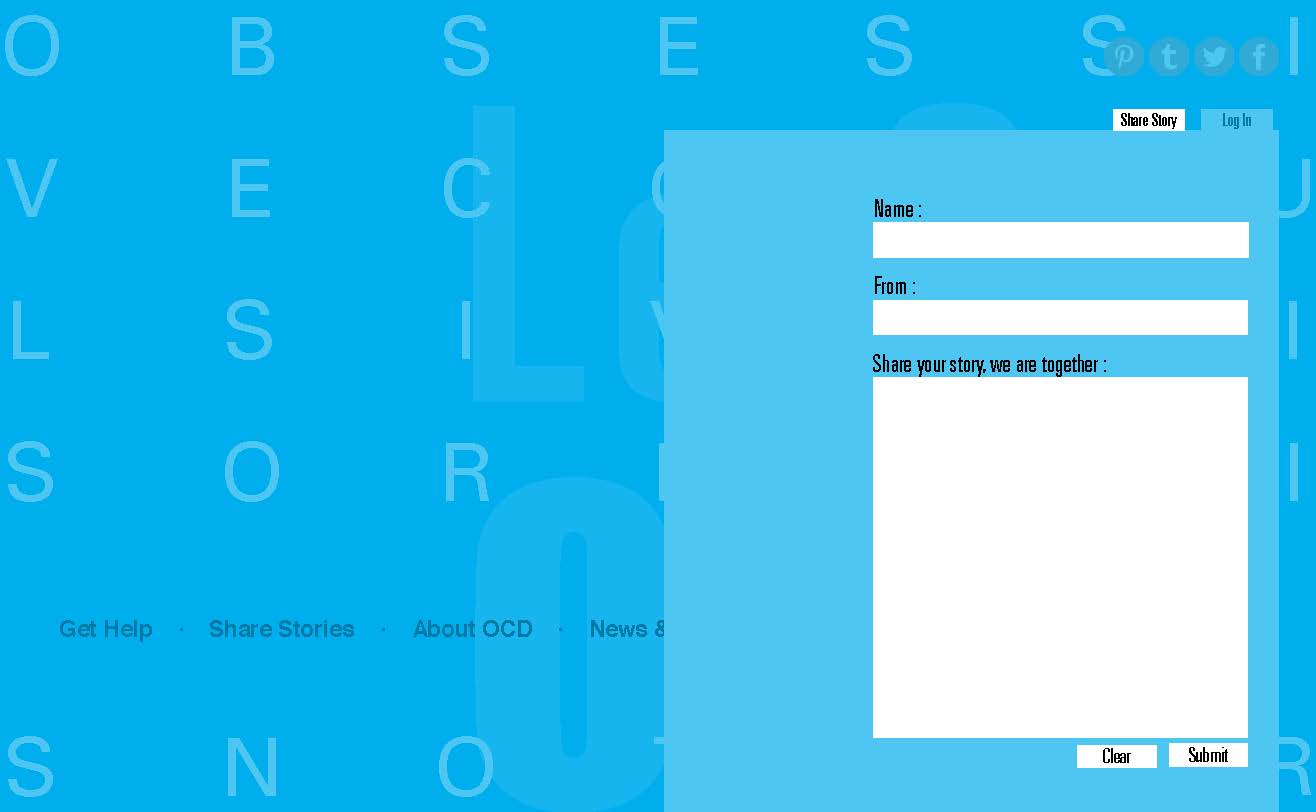 O B S E S S I
Share Story Log In
Le
V E C U
Name :
From :
L S I V I
Share your story, we are together :
S O R I
O
Get Help · Share Stories · About OCD · News &
S N O R
Clear Submit